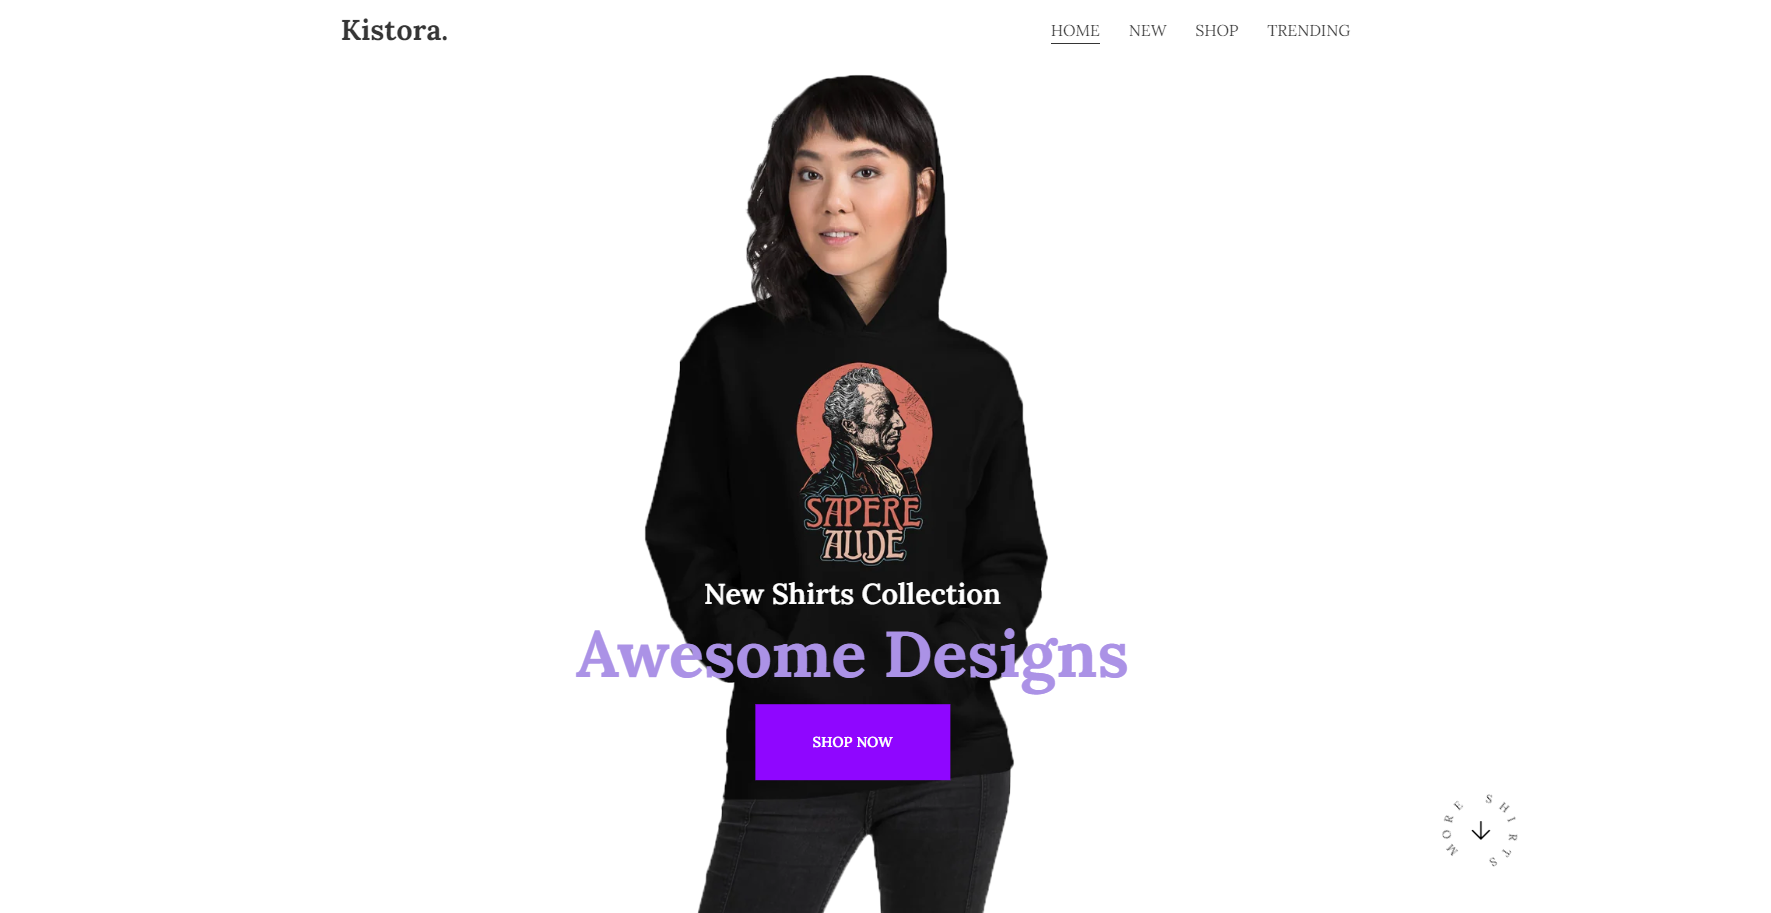 Kistora.
HOME NEW SHOP TRENDING
SAPERE
AUDE
New Shirts Collection
Awesome Designs
SHOP NOW
MORE SHIRTS